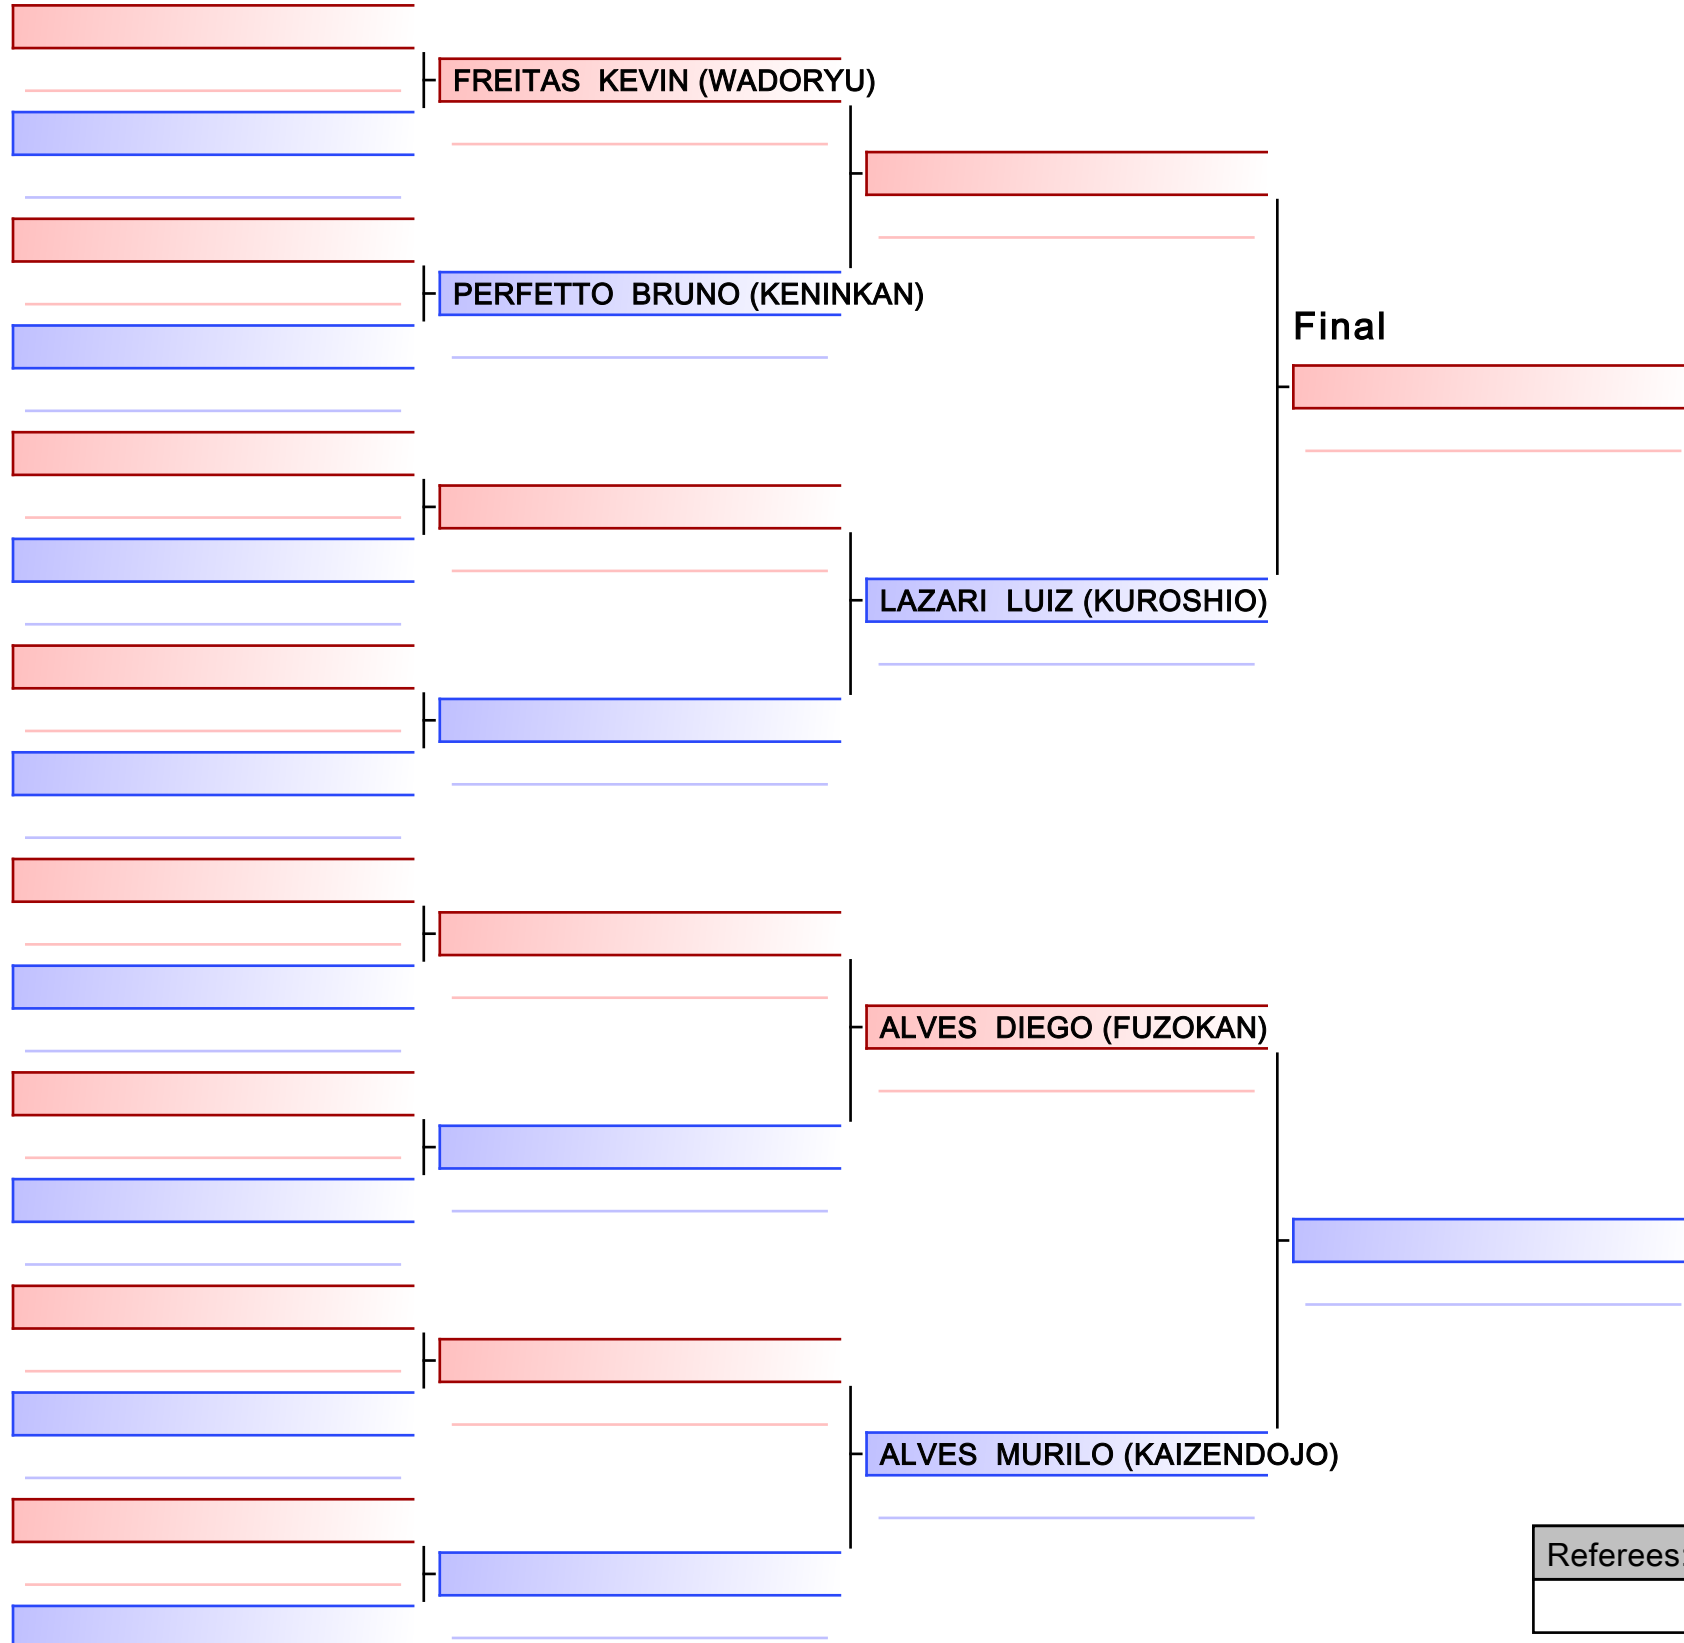 FREITAS  KEVIN (WADORYU)
PERFETTO  BRUNO (KENINKAN)
Final
LAZARI  LUIZ (KUROSHIO)
ALVES  DIEGO (FUZOKAN)
ALVES  MURILO (KAIZENDOJO)
Referees: